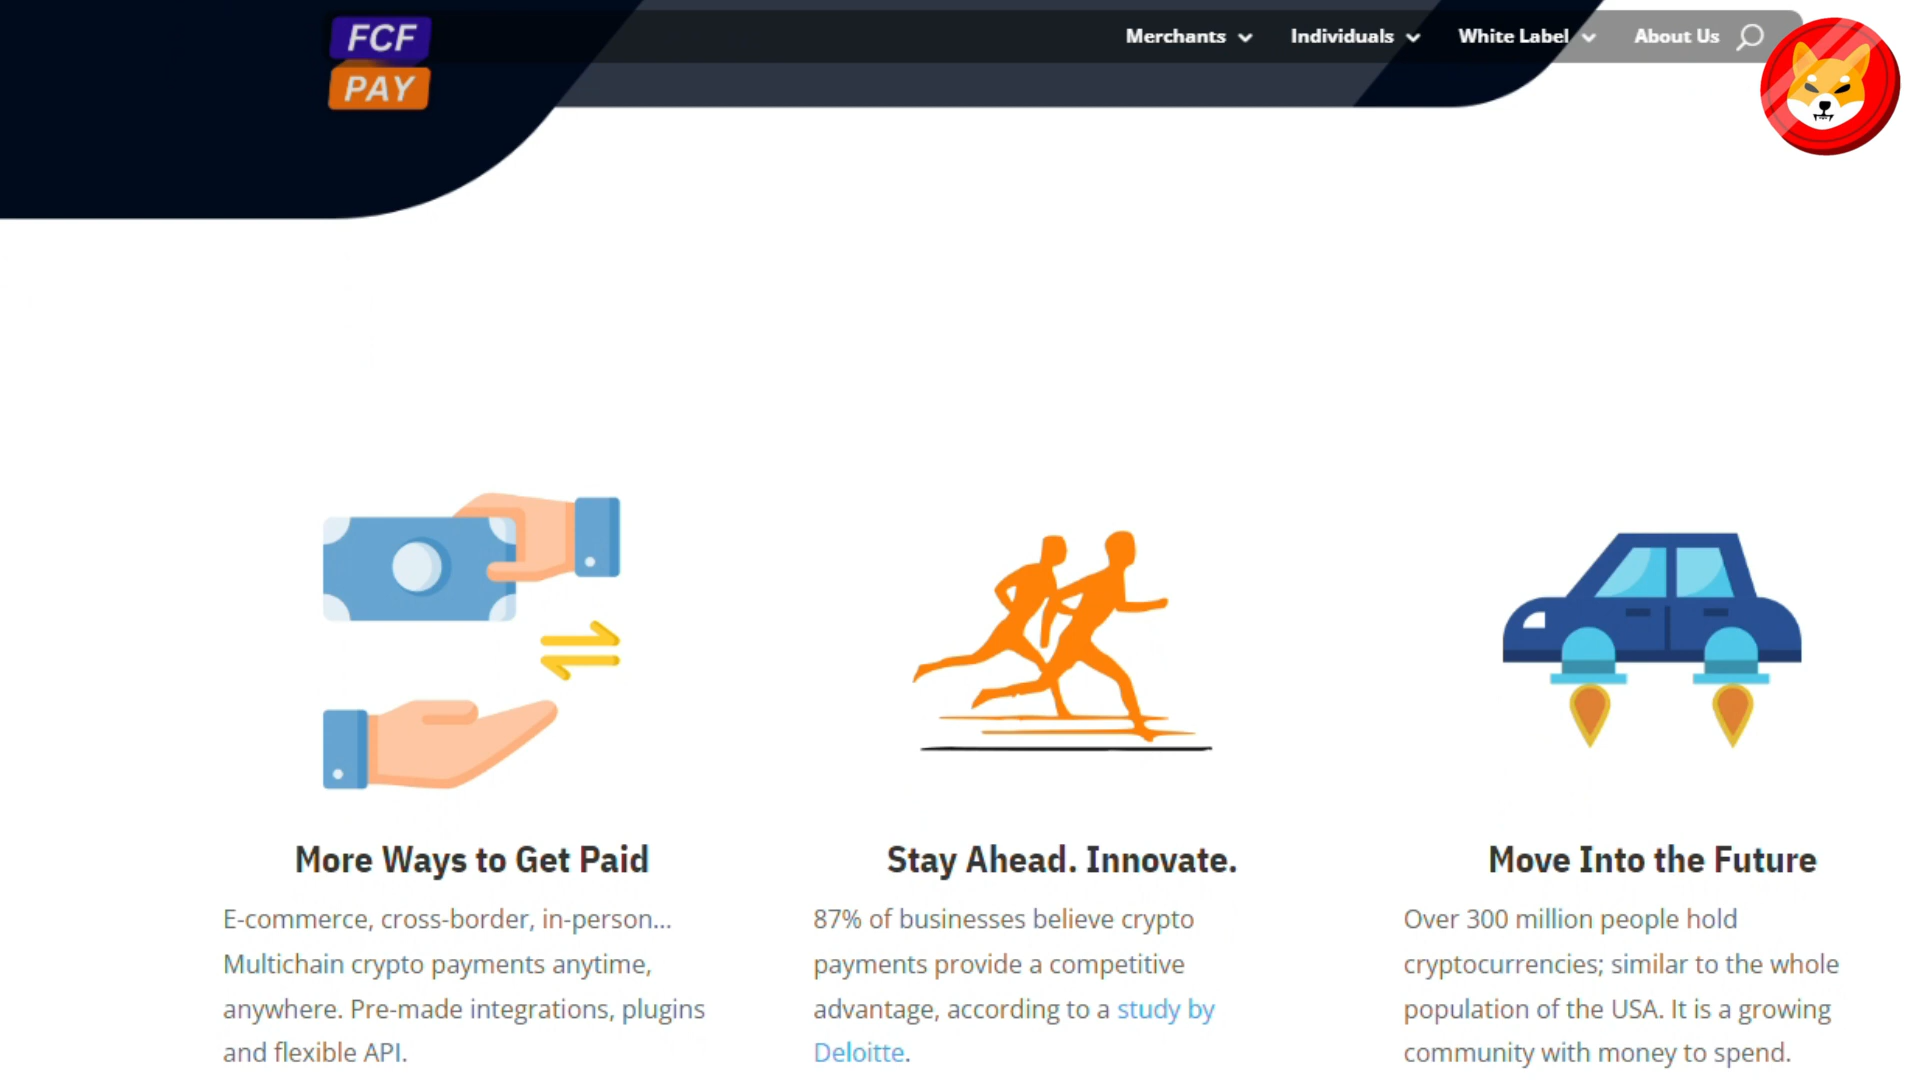 FCF
PAY
Merchants
Individuals
White Label
About Us
More Ways to Get Paid
E-commerce, cross-border, in-person...
Multichain crypto payments anytime,
anywhere. Pre-made integrations, plugins
and flexible API.
Stay Ahead. Innovate.
87% of businesses believe crypto
payments provide a competitive
advantage, according to a study by
Deloitte.
Move Into the Future
Over 300 million people hold
cryptocurrencies; similar to the whole
population of the USA. It is a growing
community with money to spend.